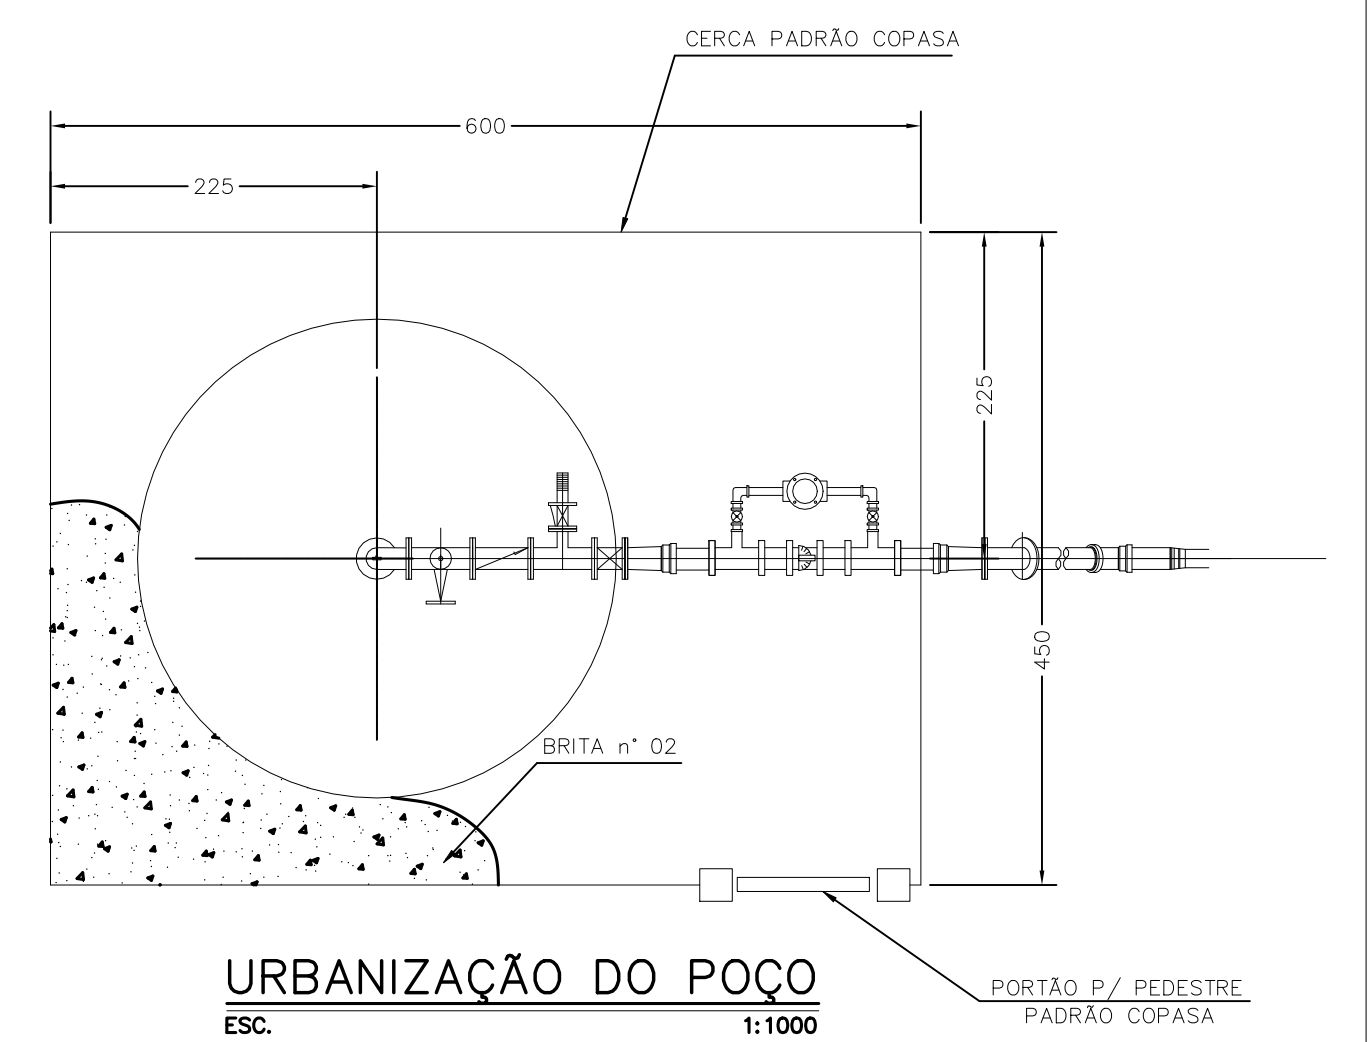 CERCA PADRÃO COPASA
600
225
225
450
BRITA n° 02
URBANIZAÇÃO DO POÇO
ESC. 1:1000
PORTÃO P/ PEDESTRE
PADRÃO COPASA